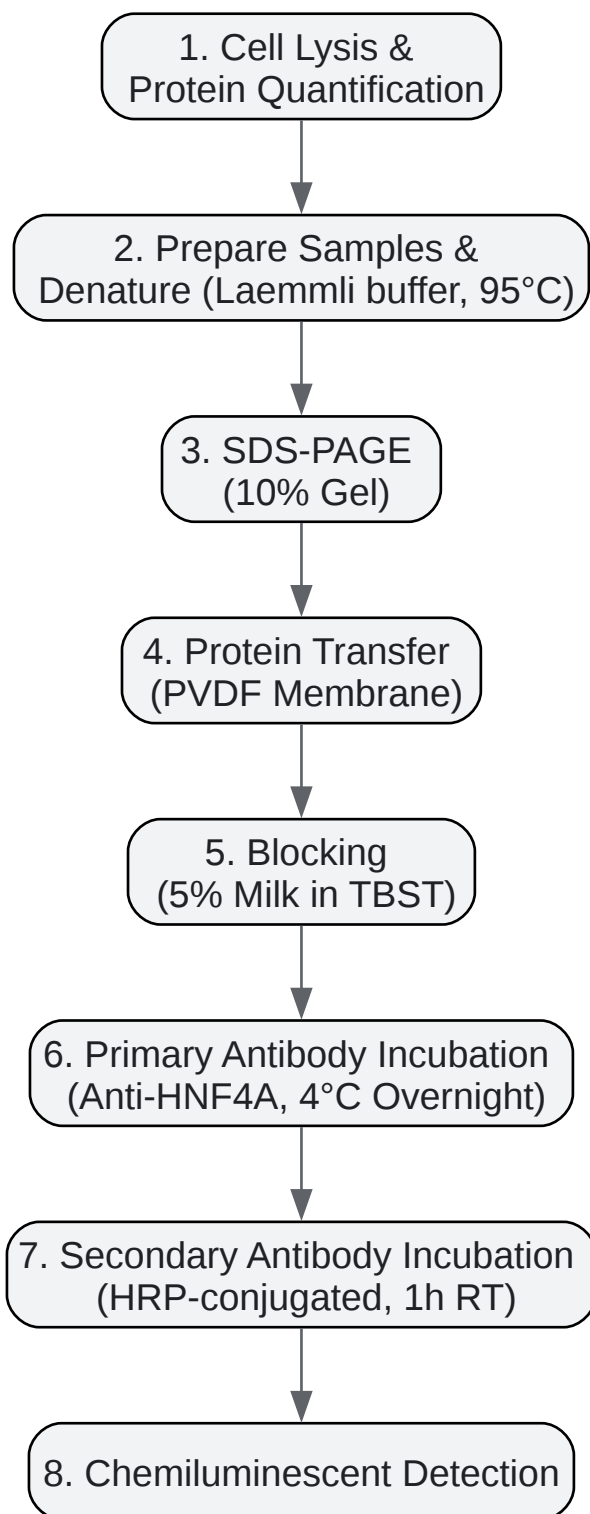 1. Cell Lysis &
Protein Quantification
2. Prepare Samples &
Denature (Laemmli buffer, 95°C)
3. SDS-PAGE
(10% Gel)
4. Protein Transfer
(PVDF Membrane)
5. Blocking
(5% Milk in TBST)
6. Primary Antibody Incubation
(Anti-HNF4A, 4°C Overnight)
7. Secondary Antibody Incubation
(HRP-conjugated, 1h RT)
8. Chemiluminescent Detection